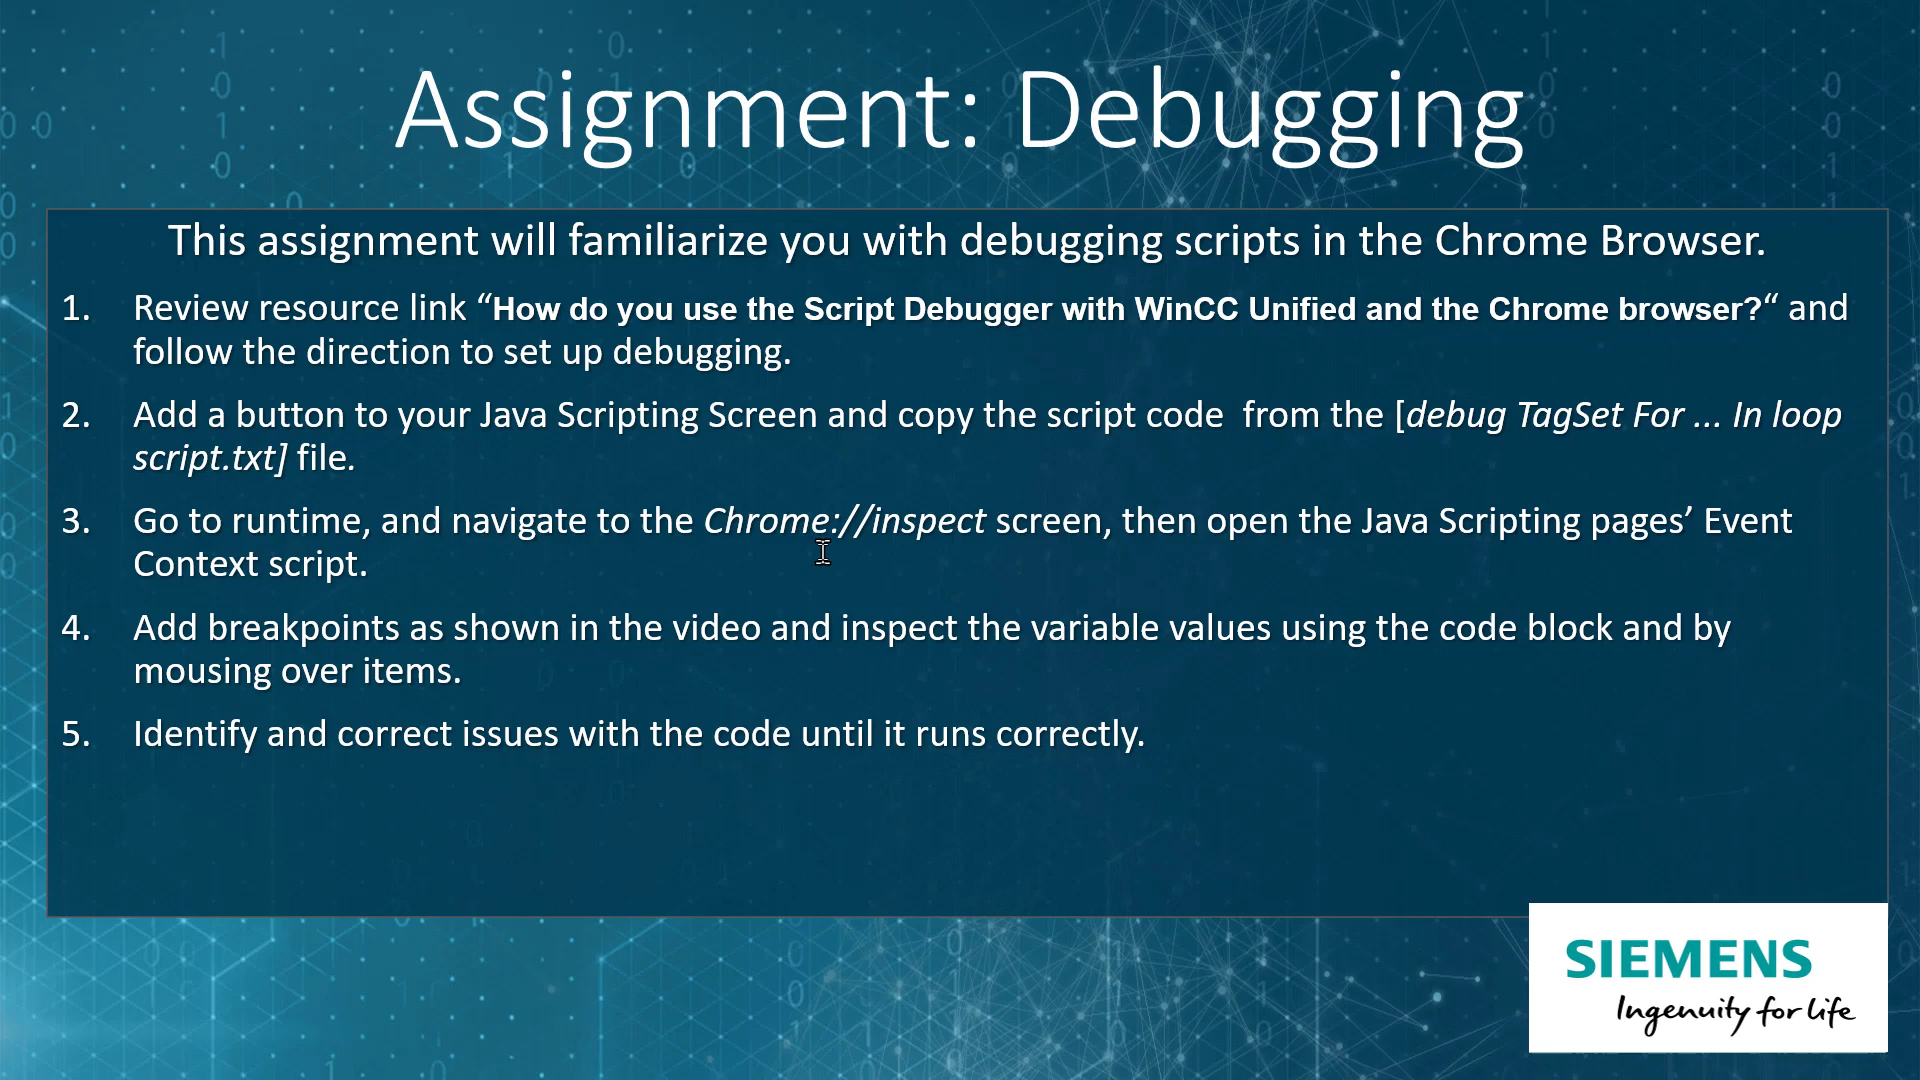 Assignment: Debugging
This assignment will familiarize you with debugging scripts in the Chrome Browser.
1. Review resource link “How do you use the Script Debugger with WinCC Unified and the Chrome browser?“ and
follow the direction to set up debugging.
2. Add a button to your Java Scripting Screen and copy the script code  from the [debug TagSet For ... In loop
script.txt] file.
3. Go to runtime, and navigate to the Chrome://inspect screen, then open the Java Scripting pages’ Event
Context script.
4. Add breakpoints as shown in the video and inspect the variable values using the code block and by
mousing over items.
5. Identify and correct issues with the code until it runs correctly.
SIEMENS
Ingenuity for life